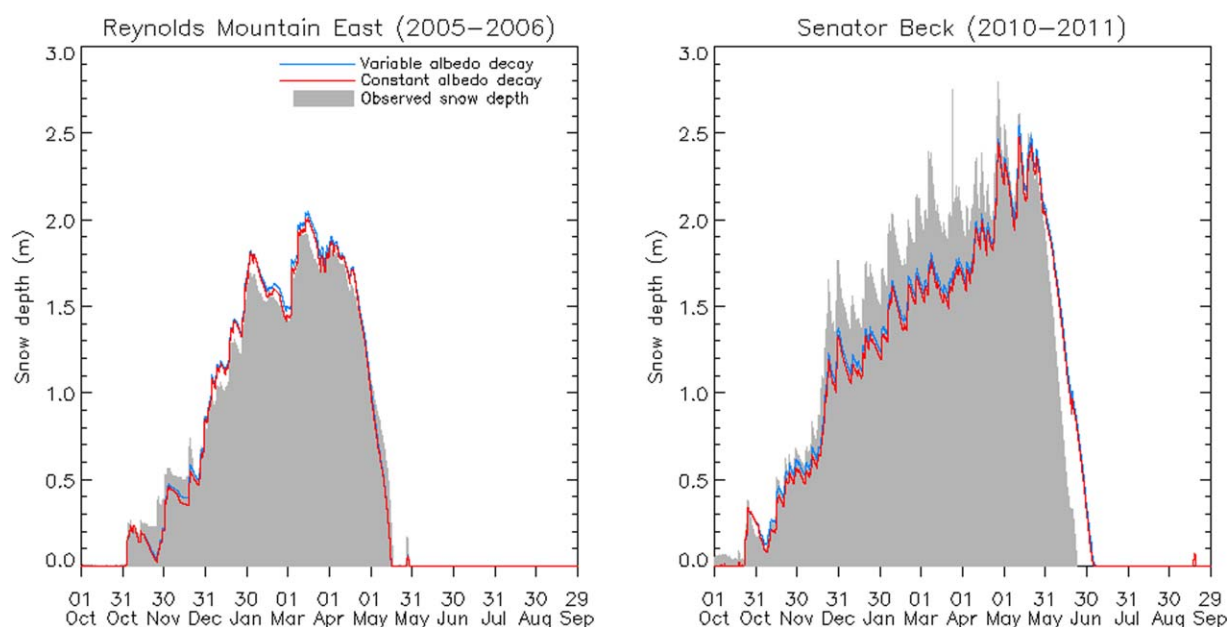 Reynolds Mountain East (2005–2006)
3.0
2.5
2.0
1.5
1.0
0.5
0.0
Snow depth (m)
Variable albedo decay
Constant albedo decay
Observed snow depth
01 31 30 31 30 01 01 01 31 30 31 30 29
Oct Oct Nov Dec Jan Mar Apr May May Jun Jul Aug Sep
Senator Beck (2010–2011)
3.0
2.5
2.0
1.5
1.0
0.5
0.0
Snow depth (m)
01 31 30 31 30 01 01 01 31 30 31 30 29
Oct Oct Nov Dec Jan Mar Apr May May Jun Jul Aug Sep